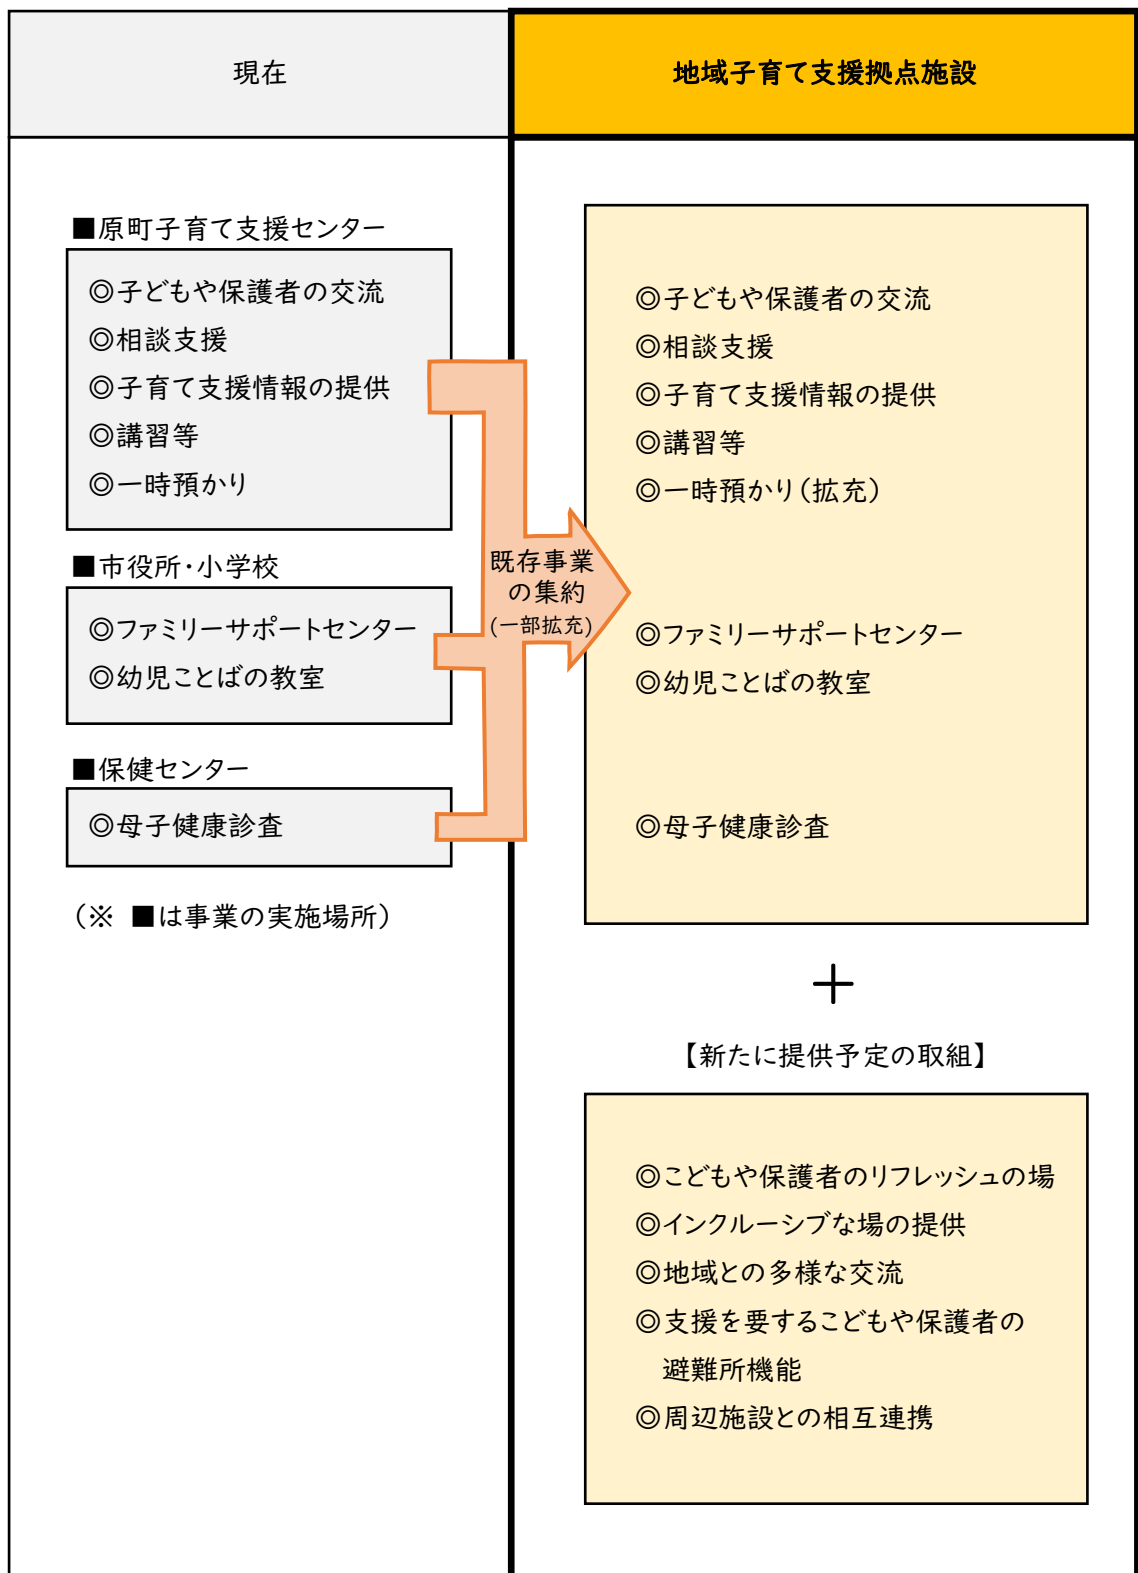 現在
地域子育て支援拠点施設
■原町子育て支援センター
◎子どもや保護者の交流
◎相談支援
◎子育て支援情報の提供
◎講習等
◎一時預かり
■市役所・小学校
◎ファミリーサポートセンター
◎幼児ことばの教室
■保健センター
◎母子健康診査
(※ ■は事業の実施場所)
既存事業
の集約
(一部拡充)
◎子どもや保護者の交流
◎相談支援
◎子育て支援情報の提供
◎講習等
◎一時預かり(拡充)
◎ファミリーサポートセンター
◎幼児ことばの教室
◎母子健康診査
＋
【新たに提供予定の取組】
◎こどもや保護者のリフレッシュの場
◎インクルーシブな場の提供
◎地域との多様な交流
◎支援を要するこどもや保護者の
避難所機能
◎周辺施設との相互連携